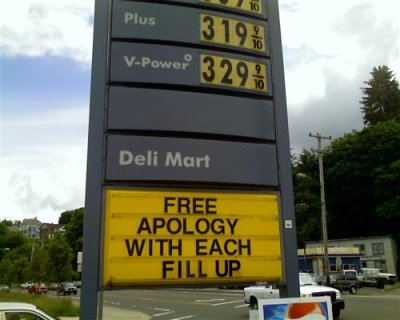 Plus 319 9/10
V-Power 329 9/10
Deli Mart
FREE
APOLOGY
WITH EACH
FILL UP